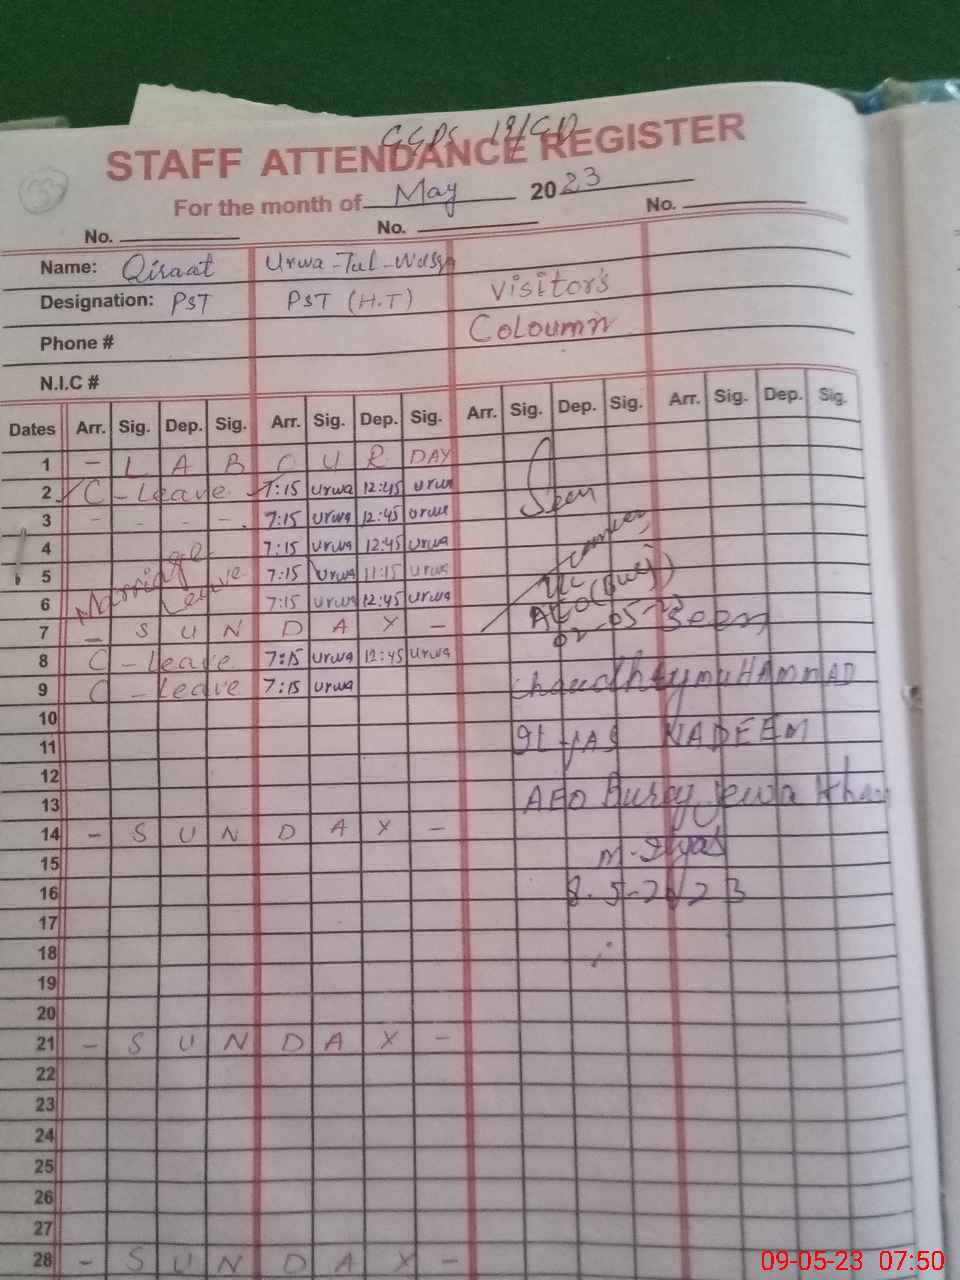 GGPS 19/GD
STAFF ATTENDANCE REGISTER
For the month of May 2023
No. No. No.
Name: Qiraat Urwa-Tul-
Designation: PST PST (H.T) Visitor's
Phone # Coloumn
N.I.C #
Dates Arr. Sig. Dep. Sig. Arr. Sig. Dep. Sig. Arr. Sig. Dep. Sig. Arr. Sig. Dep. Sig.
1 - L A B O U R DAY
2 C - Leave 7:15 urwa 12:45 urwa Seen
3 - - - - 7:15 urwa 12:45 urwa
4 7:15 urwa 12:45 urwa
5 Marriage Leave 7:15 urwa 11:15 urwa
6 7:15 urwa 12:45 urwa AEO
7 - S U N D A Y - 02-05-23 Seen
8 C - Leave 7:15 urwa 12:45 urwa
9 C - Leave 7:15 urwa Chaudhry MUHAMMAD
10
11 NADEEM
12
13 AEO Burey Jewa Khan
14 - S U N D A Y -
15 M. Ilyas
16 8-5-2023
17
18
19
20
21 - S U N D A Y -
22
23
24
25
26
27
28 - S U N D A Y -
09-05-23 07:50